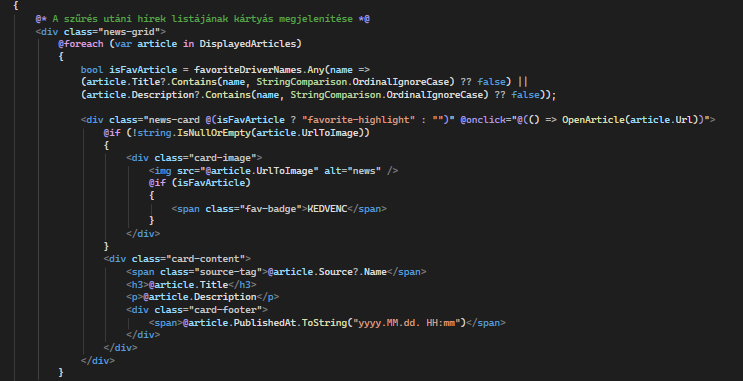 {
@* A szűrés utáni hírek listájának kártyás megjelenítése *@
<div class="news-grid">
@foreach (var article in DisplayedArticles)
{
bool isFavArticle = favoriteDriverNames.Any(name =>
(article.Title?.Contains(name, StringComparison.OrdinalIgnoreCase) ?? false) ||
(article.Description?.Contains(name, StringComparison.OrdinalIgnoreCase) ?? false));
<div class="news-card @(isFavArticle ? "favorite-highlight" : "")" @onclick="@(() => OpenArticle(article.Url))">
@if (!string.IsNullOrEmpty(article.UrlToImage))
{
<div class="card-image">
<img src="@article.UrlToImage" alt="news" />
@if (isFavArticle)
{
<span class="fav-badge">KEDVENC</span>
}
</div>
}
<div class="card-content">
<span class="source-tag">@article.Source?.Name</span>
<h3>@article.Title</h3>
<p>@article.Description</p>
<div class="card-footer">
<span>@article.PublishedAt.ToString("yyyy.MM.dd. HH:mm")</span>
</div>
</div>
</div>
}